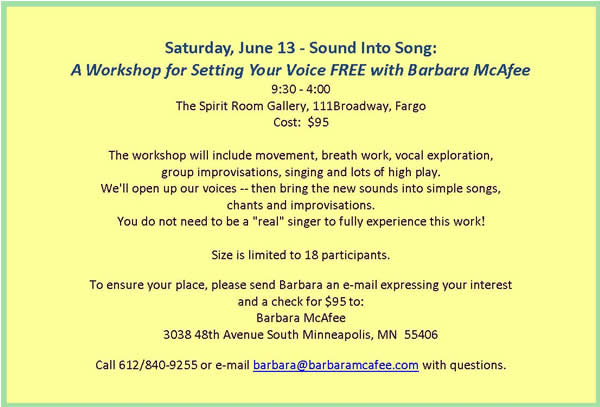 Saturday, June 13 - Sound Into Song:
A Workshop for Setting Your Voice FREE with Barbara McAfee
9:30 - 4:00
The Spirit Room Gallery, 111Broadway, Fargo
Cost:  $95
The workshop will include movement, breath work, vocal exploration,
group improvisations, singing and lots of high play.
We'll open up our voices -- then bring the new sounds into simple songs,
chants and improvisations.
You do not need to be a "real" singer to fully experience this work!
Size is limited to 18 participants.
To ensure your place, please send Barbara an e-mail expressing your interest
and a check for $95 to:
Barbara McAfee
3038 48th Avenue South Minneapolis, MN  55406
Call 612/840-9255 or e-mail barbara@barbaramcafee.com with questions.